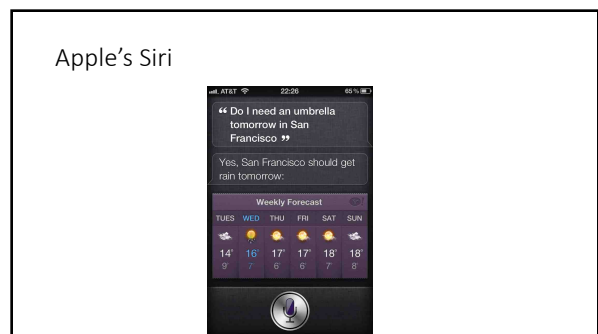 Apple's Siri
AT&T 22:26 65%
“ Do I need an umbrella
tomorrow in San
Francisco ”
Yes, San Francisco should get
rain tomorrow:
Weekly Forecast
TUES WED THU FRI SAT SUN
14° 16° 17° 17° 18° 18°
9° 7° 6° 6° 7° 8°